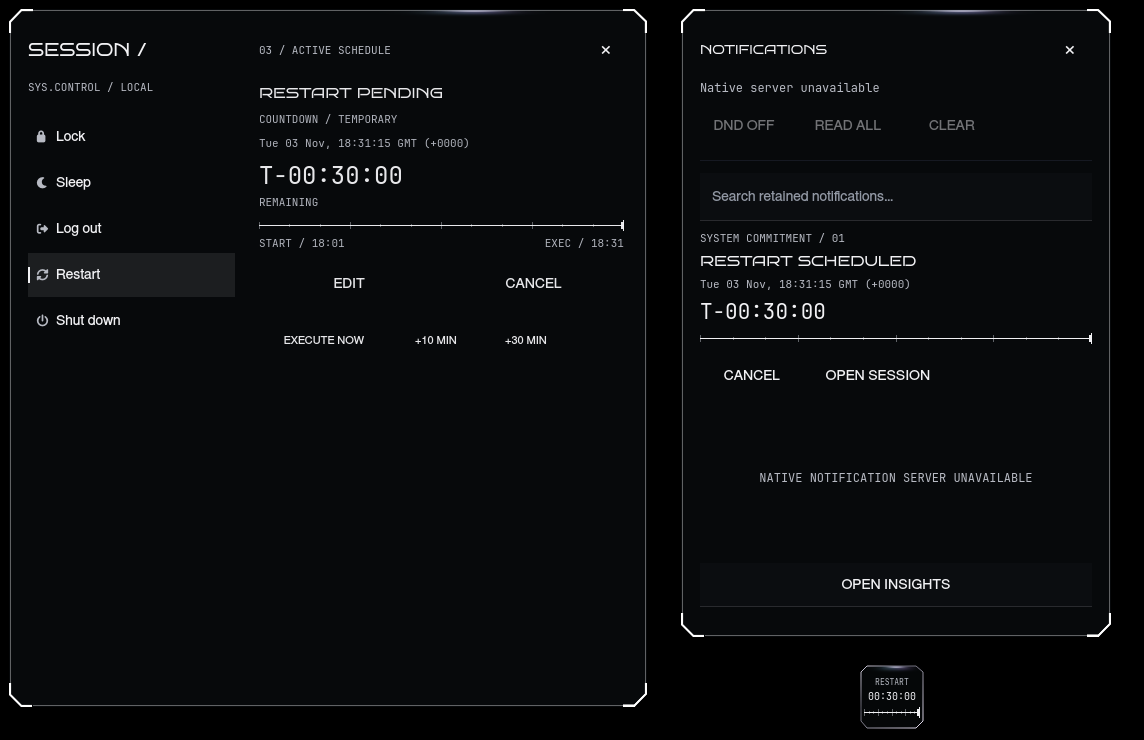 SESSION /
SYS.CONTROL / LOCAL
Lock
Sleep
Log out
Restart
Shut down
03 / ACTIVE SCHEDULE
×
RESTART PENDING
COUNTDOWN / TEMPORARY
Tue 03 Nov, 18:31:15 GMT (+0000)
T-00:30:00
REMAINING
START / 18:01 EXEC / 18:31
EDIT CANCEL
EXECUTE NOW +10 MIN +30 MIN
NOTIFICATIONS ×
Native server unavailable
DND OFF READ ALL CLEAR
Search retained notifications...
SYSTEM COMMITMENT / 01
RESTART SCHEDULED
Tue 03 Nov, 18:31:15 GMT (+0000)
T-00:30:00
CANCEL OPEN SESSION
NATIVE NOTIFICATION SERVER UNAVAILABLE
OPEN INSIGHTS
RESTART
00:30:00